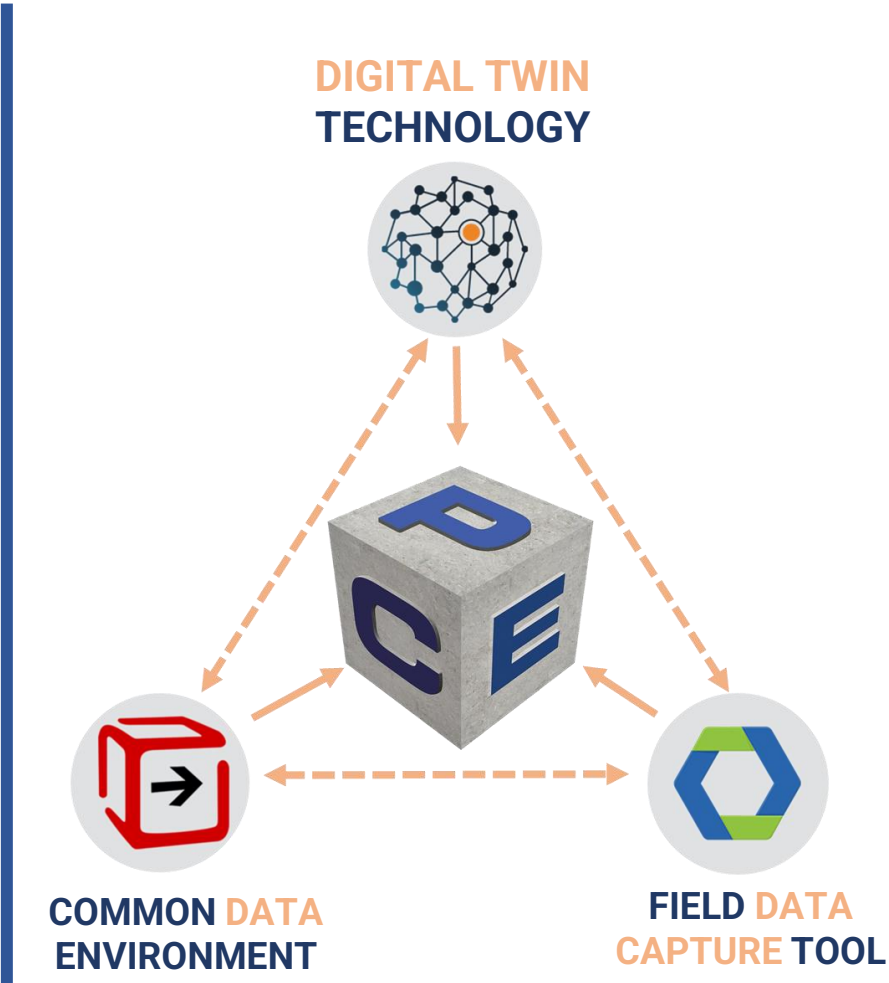 DIGITAL TWIN
TECHNOLOGY
P
C E
COMMON DATA
ENVIRONMENT
FIELD DATA
CAPTURE TOOL